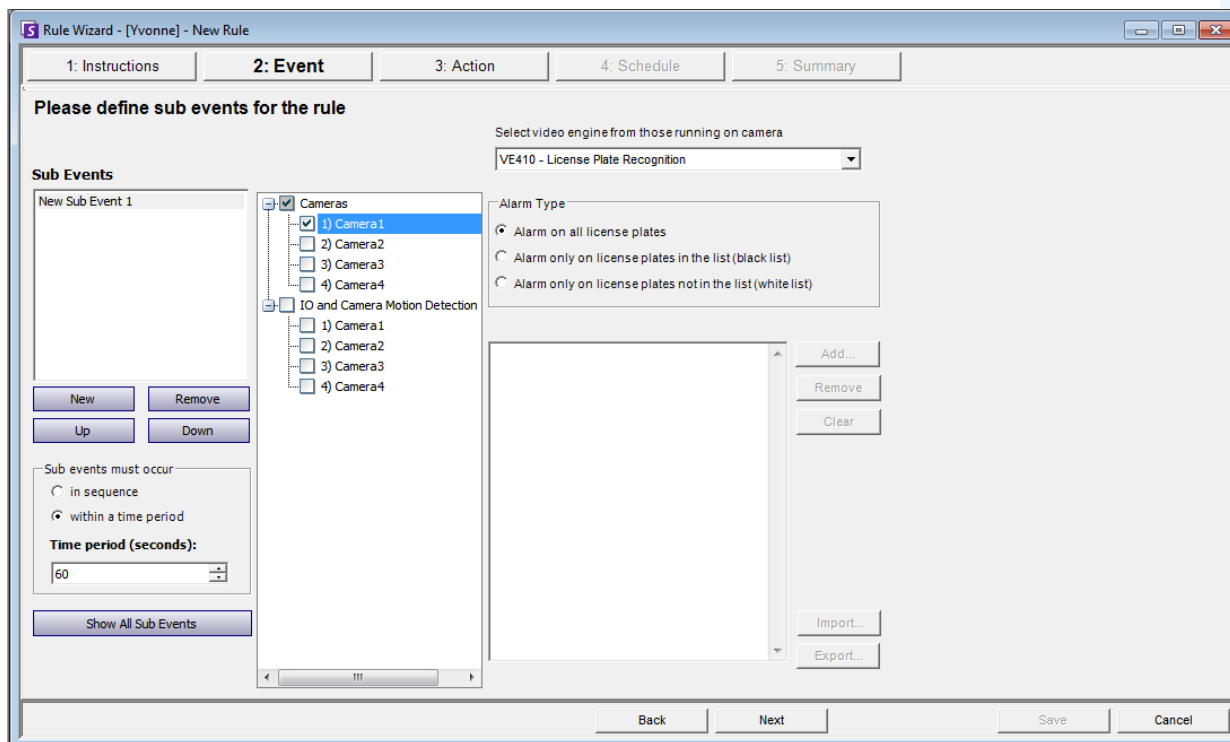 Rule Wizard - [Yvonne] - New Rule
1: Instructions
2: Event
3: Action
4: Schedule
5: Summary
Please define sub events for the rule
Select video engine from those running on camera
VE410 - License Plate Recognition
Sub Events
New Sub Event 1
New
Remove
Up
Down
Sub events must occur
in sequence
within a time period
Time period (seconds):
60
Show All Sub Events
Cameras
1) Camera1
2) Camera2
3) Camera3
4) Camera4
IO and Camera Motion Detection
1) Camera1
2) Camera2
3) Camera3
4) Camera4
Alarm Type
Alarm on all license plates
Alarm only on license plates in the list (black list)
Alarm only on license plates not in the list (white list)
Add...
Remove
Clear
Import...
Export...
Back
Next
Save
Cancel